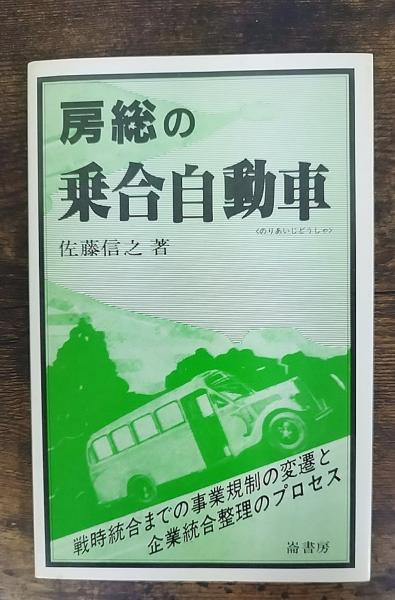 房総の
乗合自動車
〈のりあいじどうしゃ〉
佐藤信之 著
戦時統合までの事業規制の変遷と
企業統合整理のプロセス
崙書房